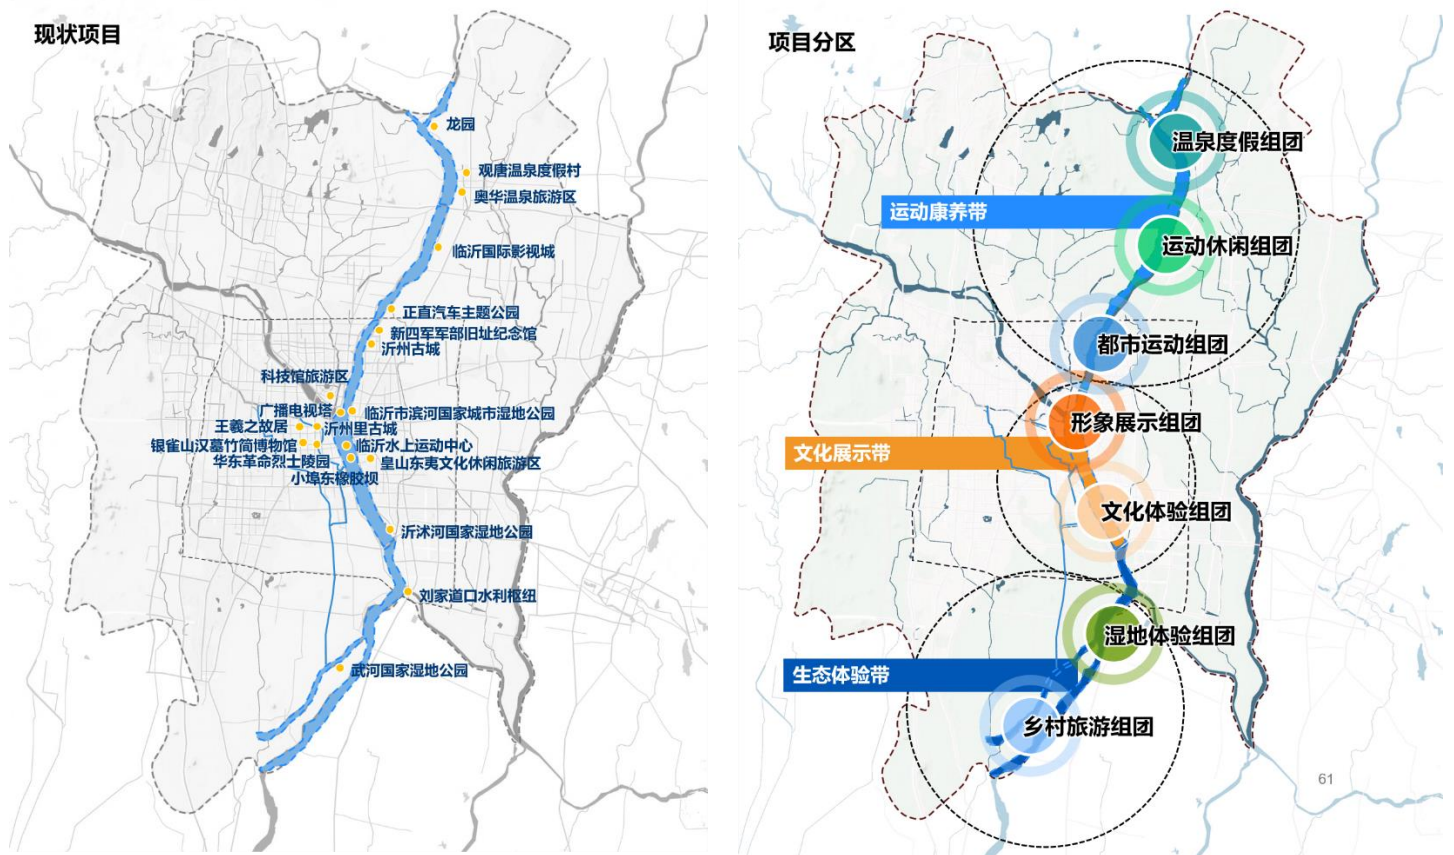 现状项目
龙园
观唐温泉度假村
奥华温泉旅游区
临沂国际影视城
正直汽车主题公园
新四军军部旧址纪念馆
沂州古城
科技馆旅游区
广播电视塔
临沂市滨河国家城市湿地公园
王羲之故居
沂州里古城
银雀山汉墓竹简博物馆
临沂水上运动中心
华东革命烈士陵园
皇山东夷文化休闲旅游区
小埠东橡胶坝
沂沭河国家湿地公园
刘家道口水利枢纽
武河国家湿地公园
项目分区
温泉度假组团
运动康养带
运动休闲组团
都市运动组团
形象展示组团
文化展示带
文化体验组团
湿地体验组团
生态体验带
乡村旅游组团
61